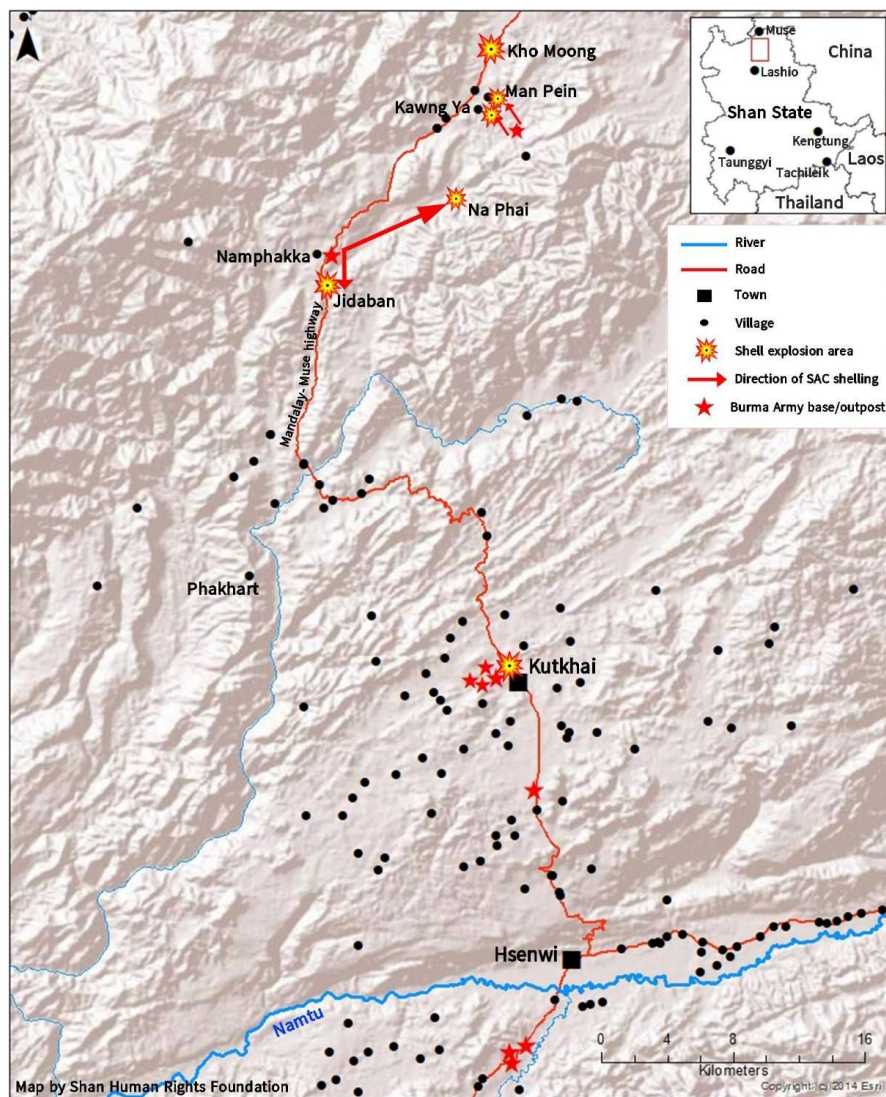 Kho Moong
Man Pein
Kawng Ya
Na Phai
Namphakka
Jidaban
Mandalay- Muse highway
Phakhart
Kutkhai
Hsenwi
Namtu
Muse
China
Lashio
Shan State
Kengtung
Taunggyi
Laos
Tachileik
Thailand
River
Road
Town
Village
Shell explosion area
Direction of SAC shelling
Burma Army base/outpost
0 4 8 16
Kilometers
Map by Shan Human Rights Foundation
Copyright:(c) 2014 Esri